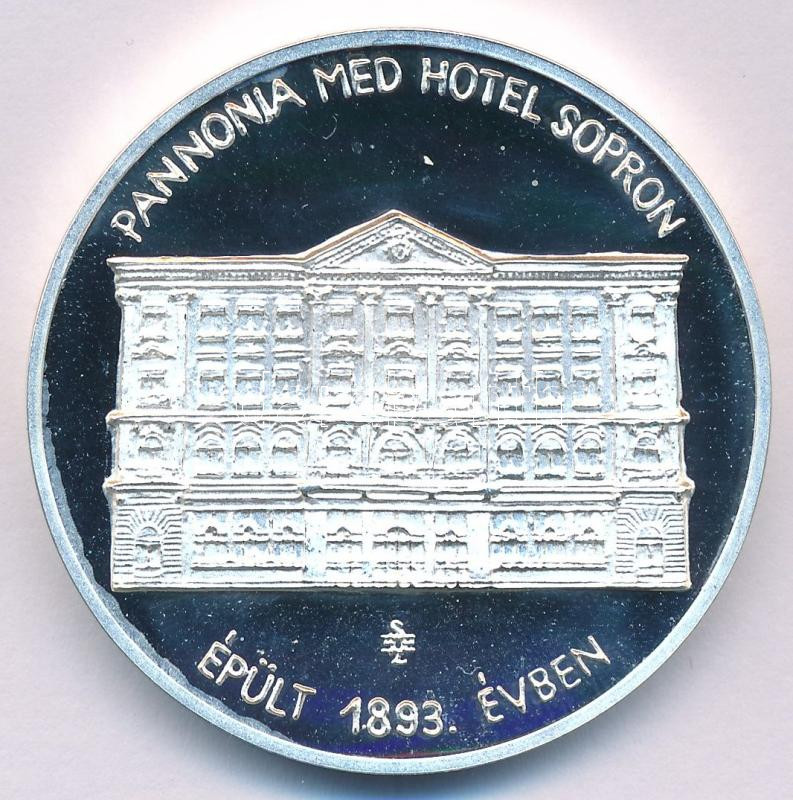 PANNONIA MED HOTEL SOPRON
ÉPÜLT 1893. ÉVBEN